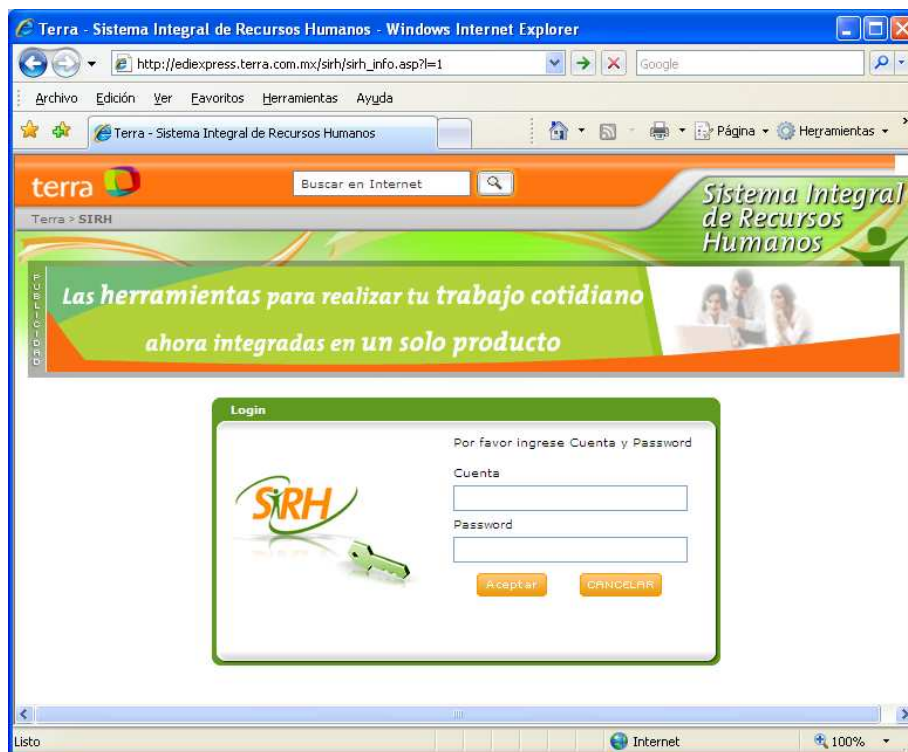 Terra - Sistema Integral de Recursos Humanos - Windows Internet Explorer
http://ediexpress.terra.com.mx/sirh/sirh_info.asp?l=1
Google
Archivo Edición Ver Favoritos Herramientas Ayuda
Terra - Sistema Integral de Recursos Humanos
Página
Herramientas
terra
Buscar en Internet
Sistema Integral
de Recursos
Humanos
Terra > SIRH
PUBLICIDAD
Las herramientas para realizar tu trabajo cotidiano
ahora integradas en un solo producto
Login
Por favor ingrese Cuenta y Password
Cuenta
SiRH
Password
Aceptar CANCELAR
Listo
Internet
100%